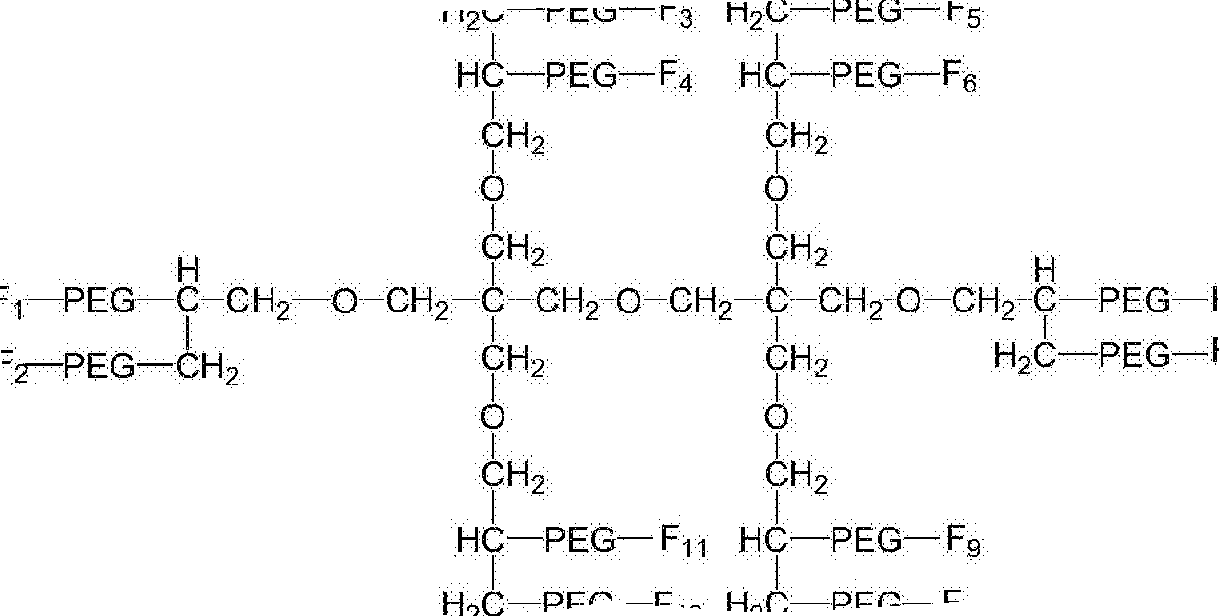 H2C—PEG—F3 H2C—PEG—F5
HC—PEG—F4 HC—PEG—F6
CH2 CH2
O O
CH2 CH2
H H
F1—PEG—C—CH2—O—CH2—C—CH2—O—CH2—C—CH2—O—CH2—C—PEG
F2—PEG—CH2 CH2 CH2 H2C—PEG
O O
CH2 CH2
HC—PEG—F11 HC—PEG—F9
H2C—PEG—F H2C—PEG—F